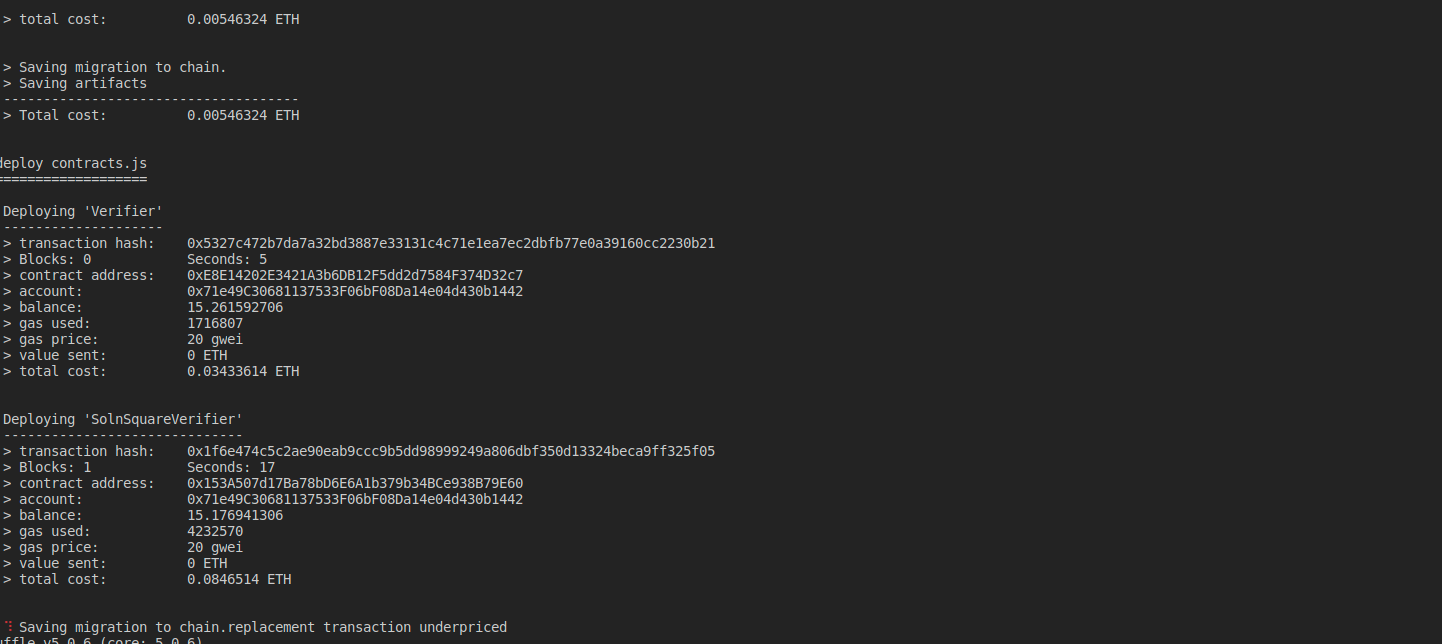 > total cost: 0.00546324 ETH
> Saving migration to chain.
> Saving artifacts
-------------------------------------
> Total cost: 0.00546324 ETH
deploy contracts.js
==================
Deploying 'Verifier'
--------------------
> transaction hash: 0x5327c472b7da7a32bd3887e33131c4c71e1ea7ec2dbfb77e0a39160cc2230b21
> Blocks: 0 Seconds: 5
> contract address: 0xE8E14202E3421A3b6DB12F5dd2d7584F374D32c7
> account: 0x71e49C30681137533F06bF08Da14e04d430b1442
> balance: 15.261592706
> gas used: 1716807
> gas price: 20 gwei
> value sent: 0 ETH
> total cost: 0.03433614 ETH
Deploying 'SolnSquareVerifier'
------------------------------
> transaction hash: 0x1f6e474c5c2ae90eab9ccc9b5dd98999249a806dbf350d13324beca9ff325f05
> Blocks: 1 Seconds: 17
> contract address: 0x153A507d17Ba78bD6E6A1b379b34BCe938B79E60
> account: 0x71e49C30681137533F06bF08Da14e04d430b1442
> balance: 15.176941306
> gas used: 4232570
> gas price: 20 gwei
> value sent: 0 ETH
> total cost: 0.0846514 ETH
Saving migration to chain.replacement transaction underpriced
uffle v5.0.6 (core: 5.0.6)